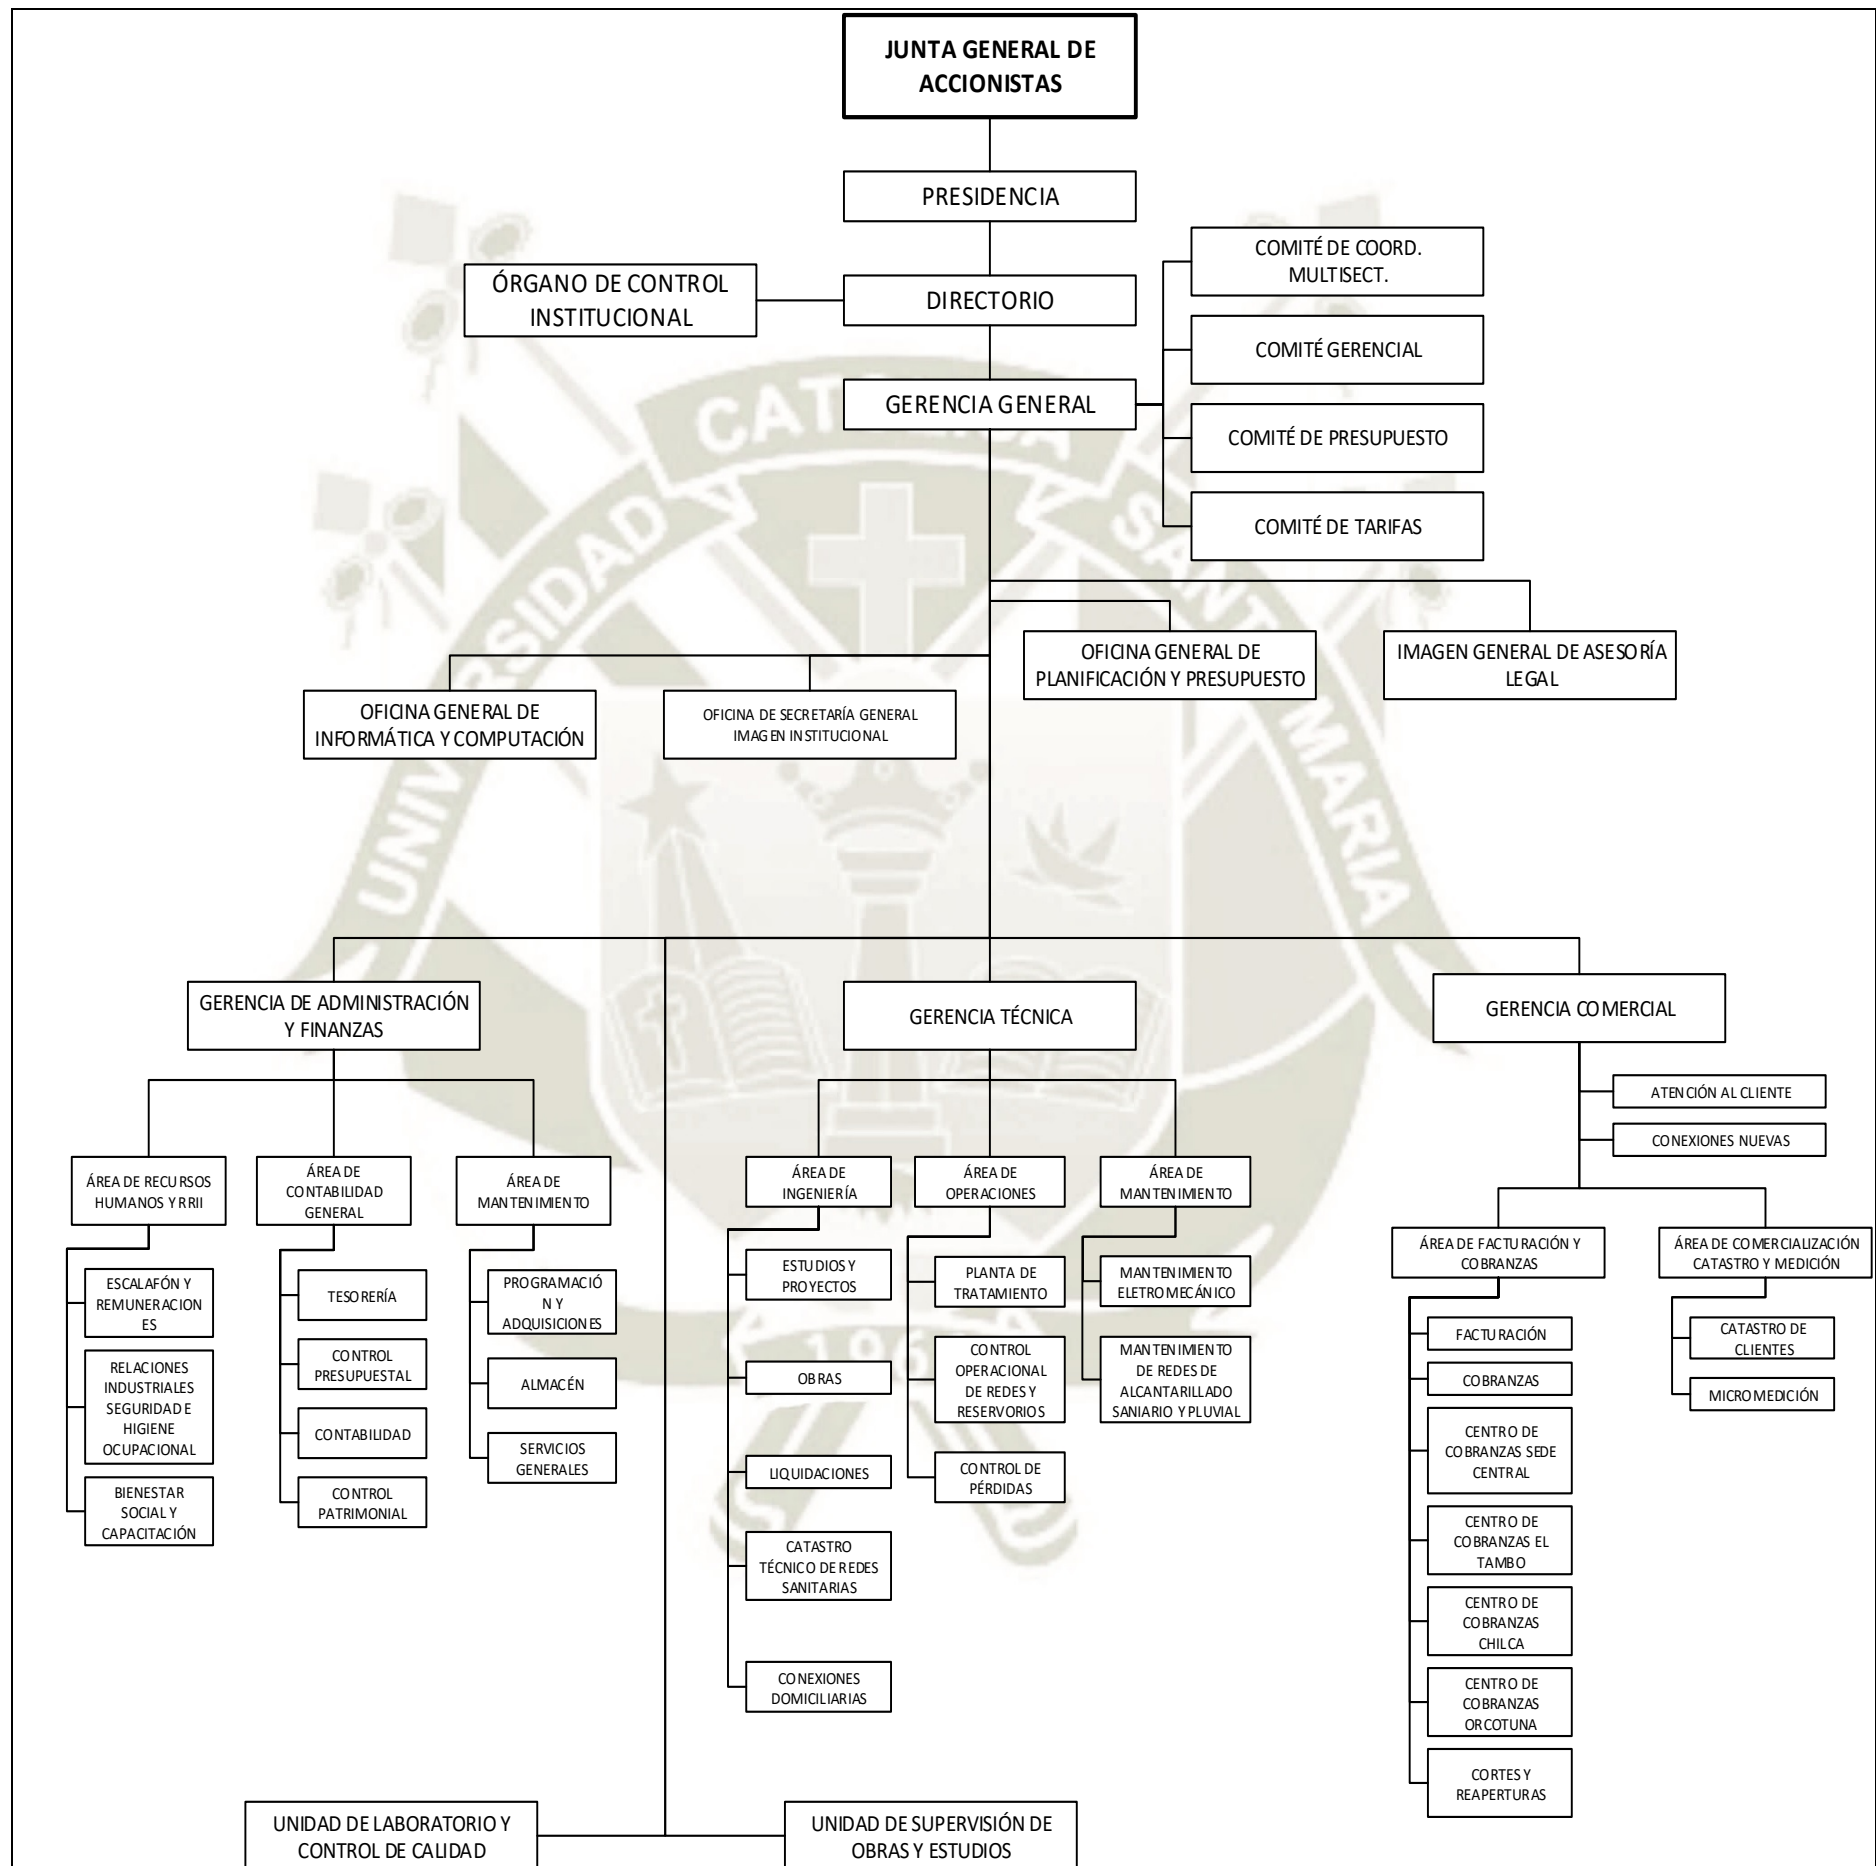 JUNTA GENERAL DE
ACCIONISTAS
PRESIDENCIA
ÓRGANO DE CONTROL
INSTITUCIONAL
DIRECTORIO
COMITÉ DE COORD.
MULTISECT.
COMITÉ GERENCIAL
GERENCIA GENERAL
COMITÉ DE PRESUPUESTO
COMITÉ DE TARIFAS
UNIVERSIDAD CATÓLICA SANTA MARIA
OFICINA GENERAL DE
PLANIFICACIÓN Y PRESUPUESTO
IMAGEN GENERAL DE ASESORÍA
LEGAL
OFICINA GENERAL DE
INFORMÁTICA Y COMPUTACIÓN
OFICINA DE SECRETARÍA GENERAL
IMAGEN INSTITUCIONAL
GERENCIA DE ADMINISTRACIÓN
Y FINANZAS
GERENCIA TÉCNICA
GERENCIA COMERCIAL
ATENCIÓN AL CLIENTE
CONEXIONES NUEVAS
ÁREA DE RECURSOS
HUMANOS Y RRII
ESCALAFÓN Y
REMUNERACION
ES
RELACIONES
INDUSTRIALES
SEGURIDAD E
HIGIENE
OCUPACIONAL
BIENESTAR
SOCIAL Y
CAPACITACIÓN
ÁREA DE
CONTABILIDAD
GENERAL
TESORERÍA
CONTROL
PRESUPUESTAL
CONTABILIDAD
CONTROL
PATRIMONIAL
ÁREA DE
MANTENIMIENTO
PROGRAMACIÓ
N Y
ADQUISICIONES
ALMACÉN
SERVICIOS
GENERALES
ÁREA DE
INGENIERÍA
ESTUDIOS Y
PROYECTOS
OBRAS
LIQUIDACIONES
CATASTRO
TÉCNICO DE REDES
SANITARIAS
CONEXIONES
DOMICILIARIAS
ÁREA DE
OPERACIONES
PLANTA DE
TRATAMIENTO
CONTROL
OPERACIONAL
DE REDES Y
RESERVORIOS
CONTROL DE
PÉRDIDAS
ÁREA DE
MANTENIMIENTO
MANTENIMIENTO
ELETROMECÁNICO
MANTENIMIENTO
DE REDES DE
ALCANTARILLADO
SANIARIO Y PLUVIAL
ÁREA DE FACTURACIÓN Y
COBRANZAS
FACTURACIÓN
COBRANZAS
CENTRO DE
COBRANZAS SEDE
CENTRAL
CENTRO DE
COBRANZAS EL
TAMBO
CENTRO DE
COBRANZAS
CHILCA
CENTRO DE
COBRANZAS
ORCOTUNA
CORTES Y
REAPERTURAS
ÁREA DE COMERCIALIZACIÓN
CATASTRO Y MEDICIÓN
CATASTRO DE
CLIENTES
MICROMEDICIÓN
UNIDAD DE LABORATORIO Y
CONTROL DE CALIDAD
UNIDAD DE SUPERVISIÓN DE
OBRAS Y ESTUDIOS